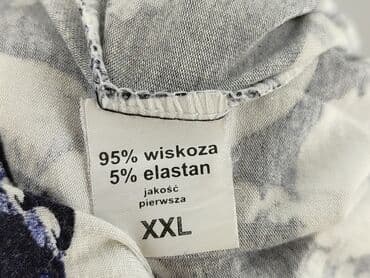 95% wiskoza
5% elastan
jakość
pierwsza
XXL